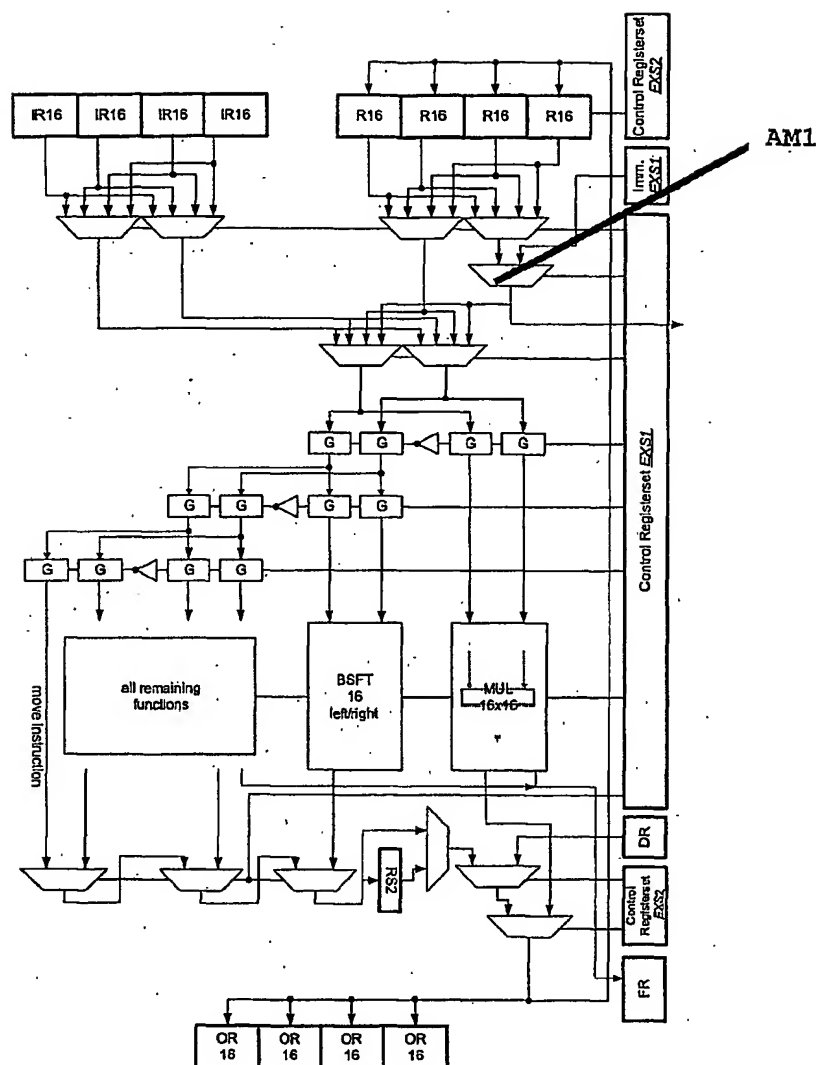 Control Registerset
EXS2
AM1
IR16 IR16 IR16 IR16
R16 R16 R16 R16
Imm.
EXS1
G G G G
G G G G
G G G G
Control Registerset EXS1
move instruction
all remaining
functions
BSFT
16
left/right
MUL
16x16
DR
RS2
Control
Registerset
EXS2
FR
OR OR OR OR
16 16 16 16